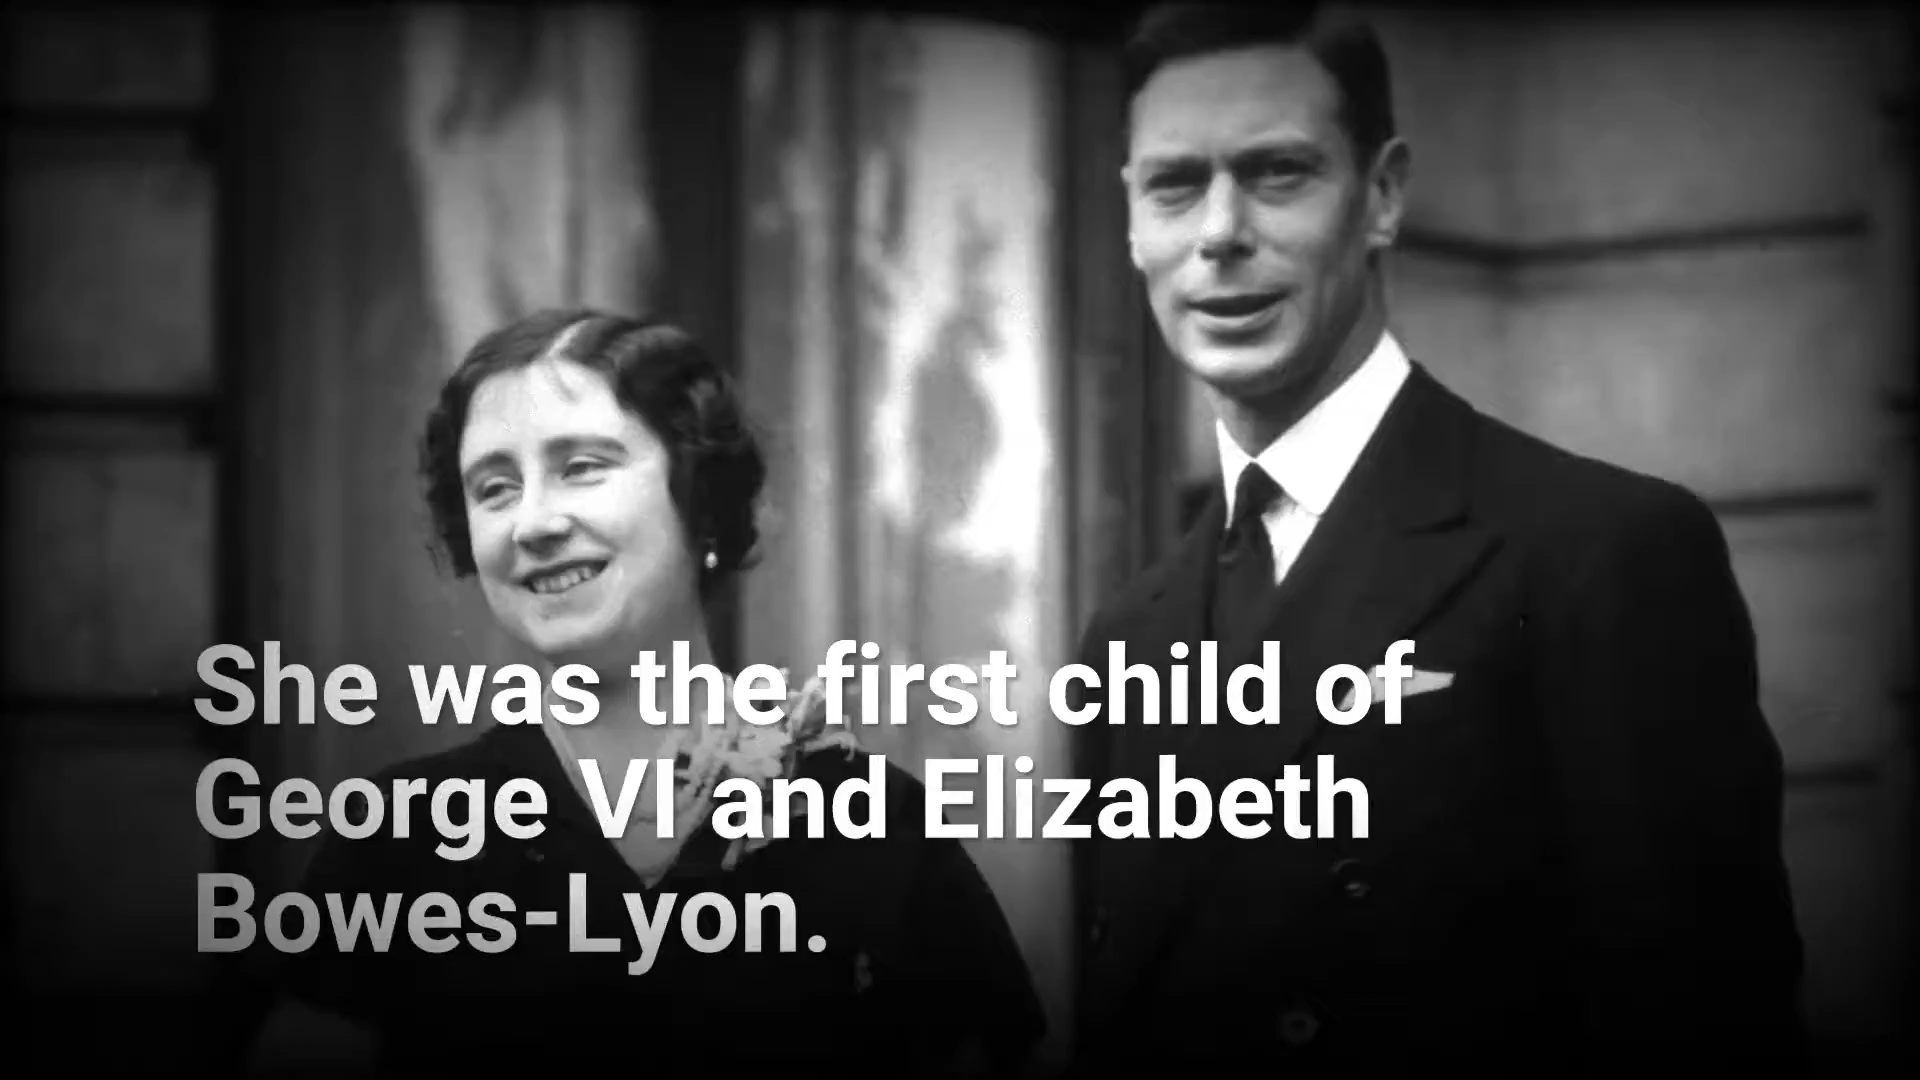 She was the first child of
George VI and Elizabeth
Bowes-Lyon.